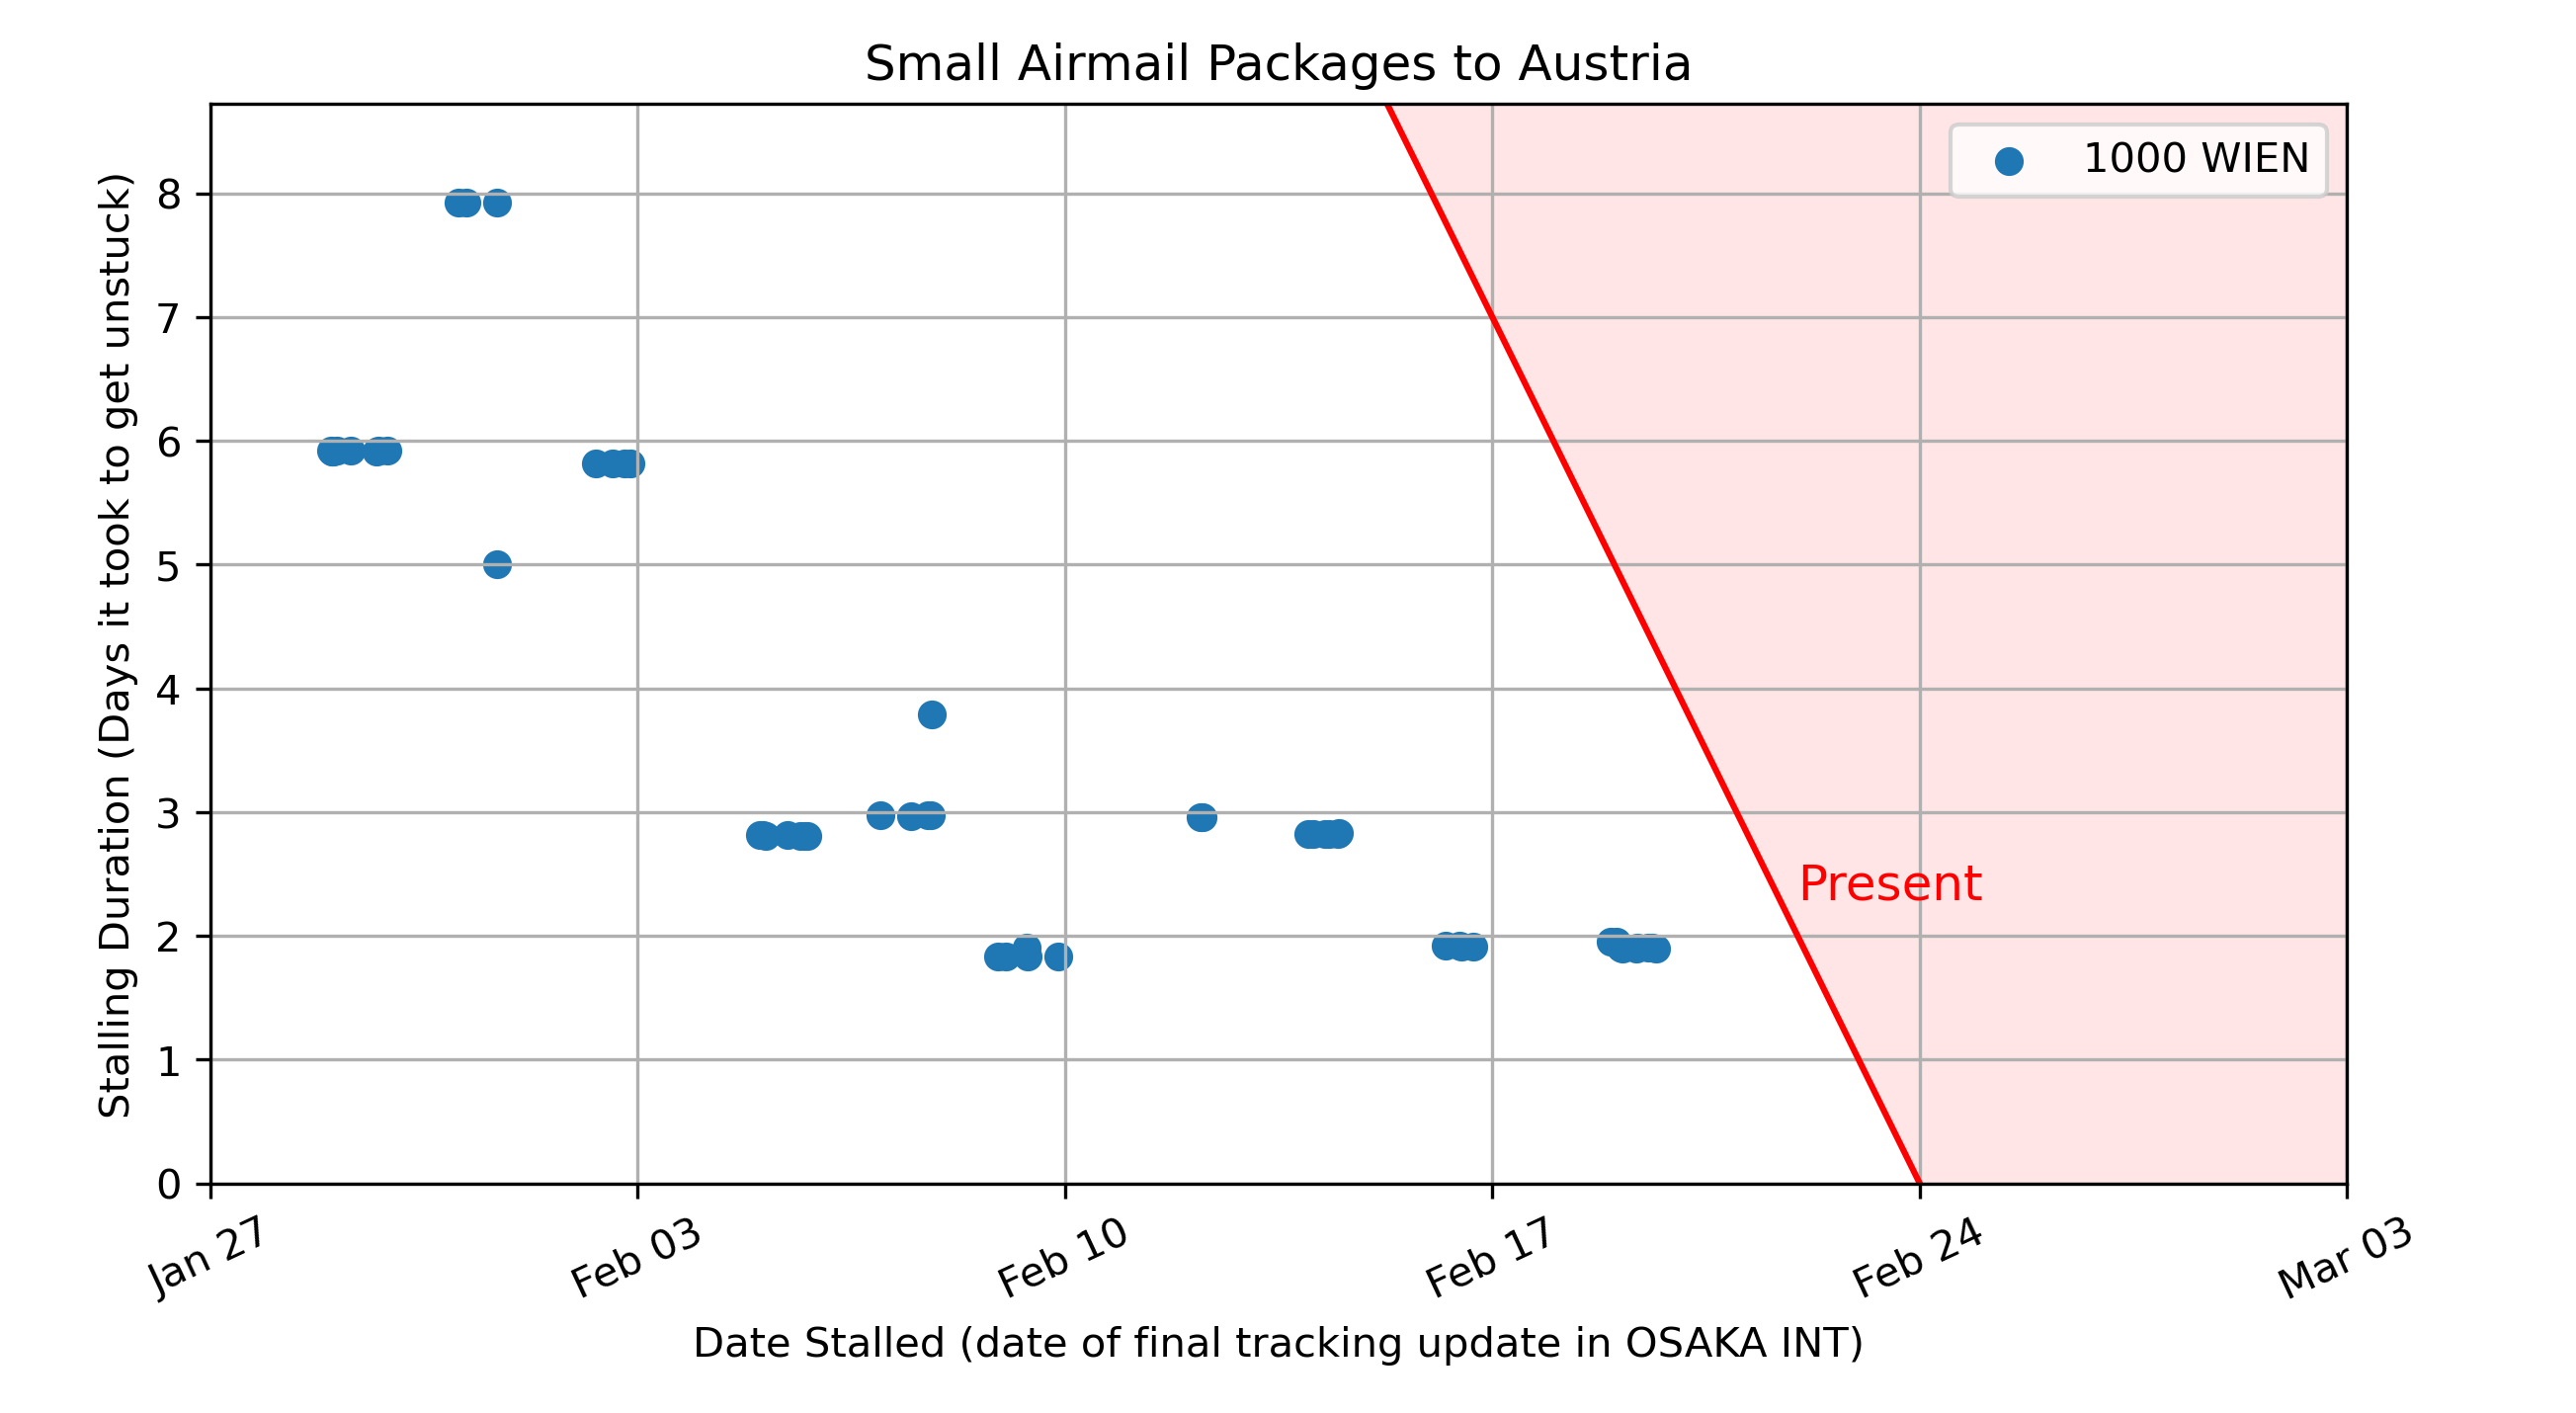 Small Airmail Packages to Austria
1000 WIEN
Stalling Duration (Days it took to get unstuck)
8
7
6
5
4
3
2
1
0
Present
Jan 27
Feb 03
Feb 10
Feb 17
Feb 24
Mar 03
Date Stalled (date of final tracking update in OSAKA INT)